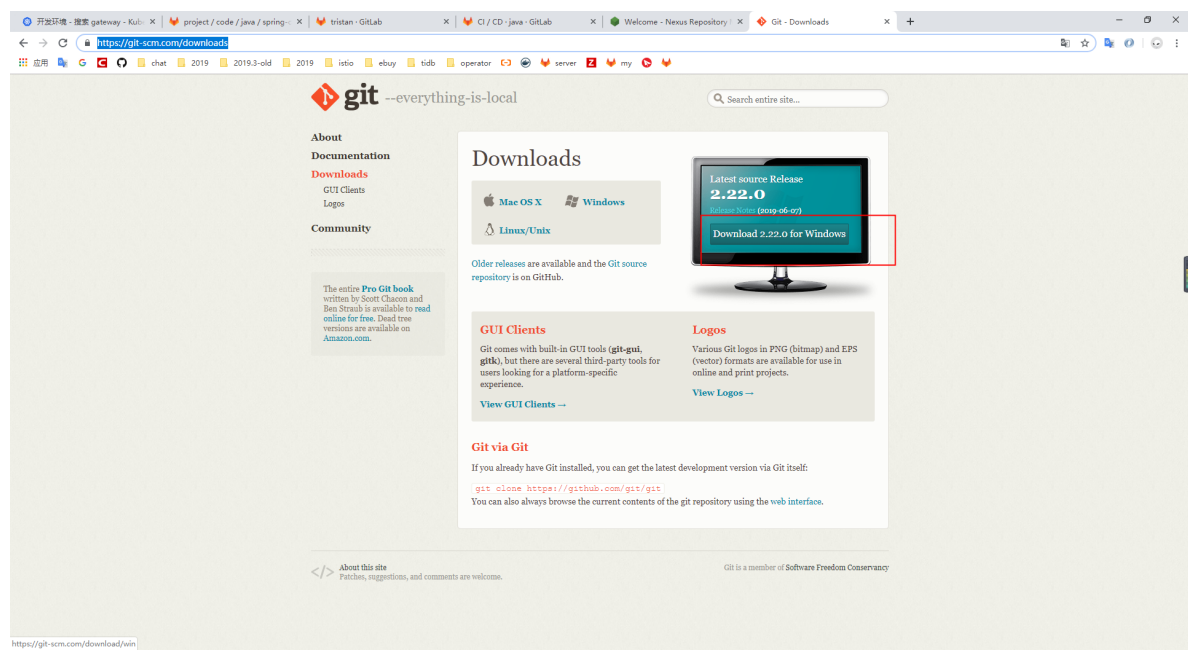 开发环境 - 搜索 gateway - Kub
project / code / java / spring-c
tristan · GitLab
CI / CD · java · GitLab
Welcome - Nexus Repository
Git - Downloads
https://git-scm.com/downloads
应用
chat
2019
2019.3-old
2019
istio
ebuy
tidb
operator
server
my
git --everything-is-local
Search entire site...
About
Documentation
Downloads
GUI Clients
Logos
Community
The entire Pro Git book
written by Scott Chacon and
Ben Straub is available to read
online for free. Dead tree
versions are available on
Amazon.com.
Downloads
Mac OS X
Windows
Linux/Unix
Older releases are available and the Git source
repository is on GitHub.
Latest source Release
2.22.0
Release Notes (2019-06-07)
Download 2.22.0 for Windows
GUI Clients
Git comes with built-in GUI tools (git-gui,
gitk), but there are several third-party tools for
users looking for a platform-specific
experience.
View GUI Clients →
Logos
Various Git logos in PNG (bitmap) and EPS
(vector) formats are available for use in
online and print projects.
View Logos →
Git via Git
If you already have Git installed, you can get the latest development version via Git itself:
git clone https://github.com/git/git
You can also always browse the current contents of the git repository using the web interface.
</> About this site
Patches, suggestions, and comments are welcome.
Git is a member of Software Freedom Conservancy
https://git-scm.com/download/win